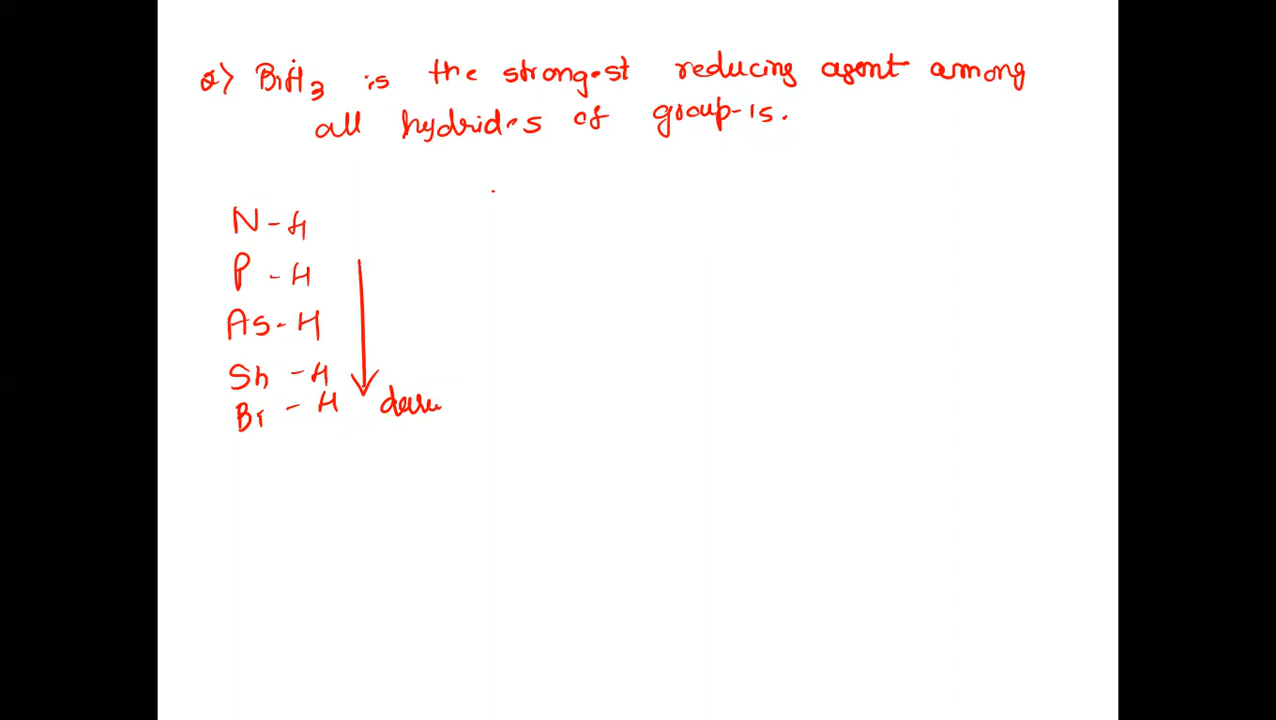 a) BiH3 is the strongest reducing agent among
all hydrides of group-15.
N-H
P-H
As-H
Sb-H
Bi-H